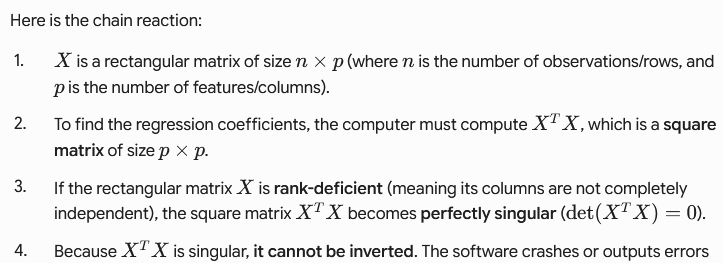 Here is the chain reaction:
1. X is a rectangular matrix of size n × p (where n is the number of observations/rows, and
p is the number of features/columns).
2. To find the regression coefficients, the computer must compute XᵀX, which is a square
matrix of size p × p.
3. If the rectangular matrix X is rank-deficient (meaning its columns are not completely
independent), the square matrix XᵀX becomes perfectly singular (det(XᵀX) = 0).
4. Because XᵀX is singular, it cannot be inverted. The software crashes or outputs errors